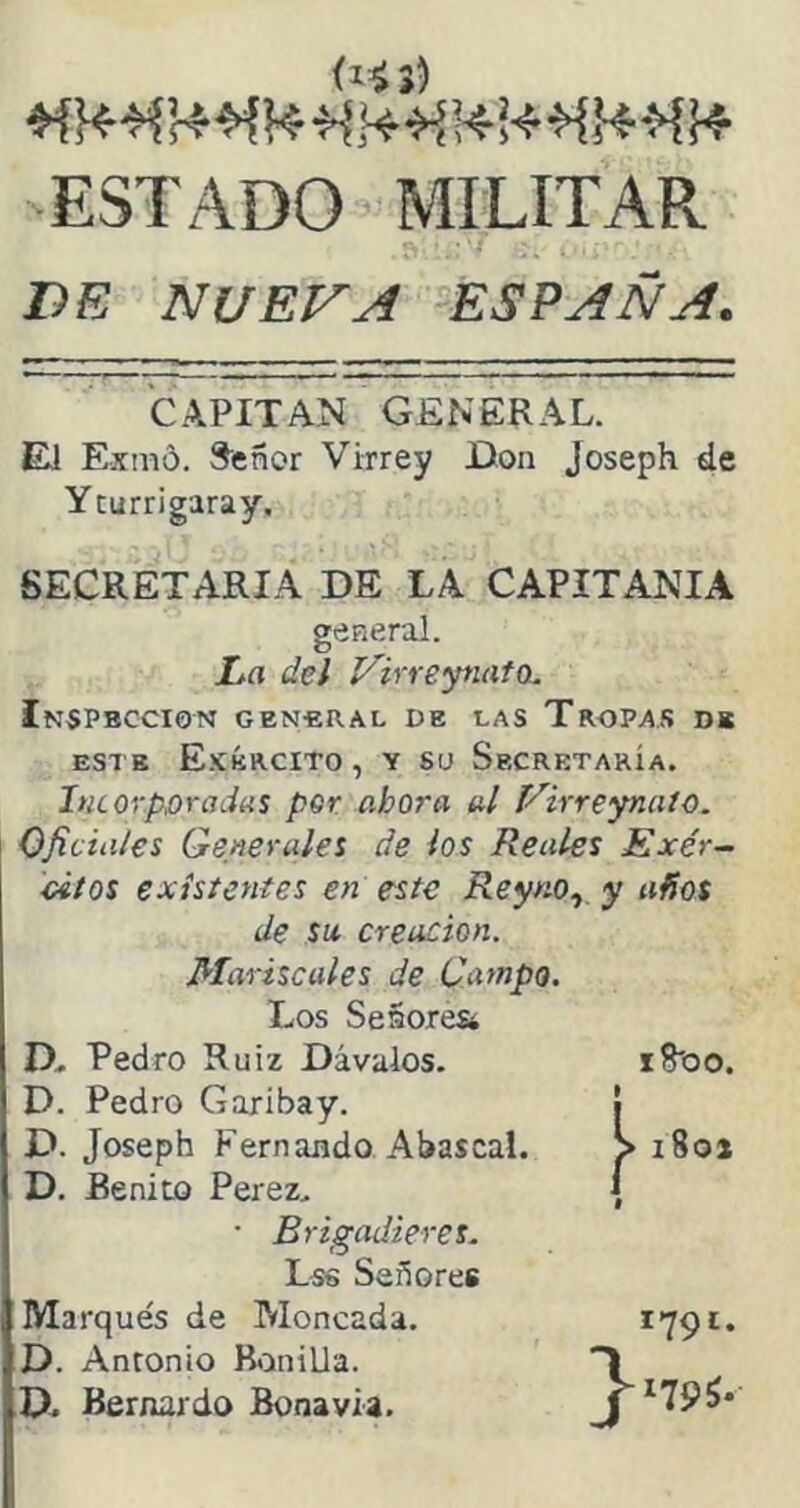 (153)
ESTADO MILITAR
DE NUEVA ESPAÑA.
CAPITAN GENERAL.
El Exmô. Señor Virrey Don Joseph de
Yturrigaray.
SECRETARIA DE LA CAPITANIA
general.
La del Virreynato.
INSPECCION GENERAL DE LAS TROPAS DE
ESTE EXÉRCITO, Y SU SECRETARÍA.
Incorporadas por ahora al Virreynato.
Oficiales Generales de los Reales Exér-
citos existentes en este Reyno, y años
de su creacion.
Mariscales de Campo.
Los Señores.
D. Pedro Ruiz Dávalos. 1800.
D. Pedro Garibay.
D. Joseph Fernando Abascal. } 1802
D. Benito Perez.
Brigadieres.
Lss Señores
Marqués de Moncada. 1791.
D. Antonio Bonilla.
D. Bernardo Bonavia. } 1795.